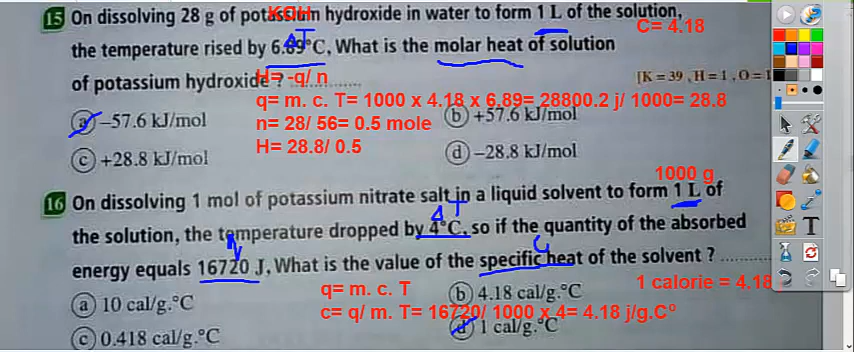 15 On dissolving 28 g of potassium hydroxide in water to form 1 L of the solution,
KOH
C= 4.18
the temperature rised by 6.89°C, What is the molar heat of solution
ΔT
of potassium hydroxide ? ............
H= -q/ n
[K = 39 , H = 1 , O = 1
q= m. c. T= 1000 x 4.18 x 6.89= 28800.2 j/ 1000= 28.8
a –57.6 kJ/mol
b +57.6 kJ/mol
n= 28/ 56= 0.5 mole
H= 28.8/ 0.5
c +28.8 kJ/mol
d –28.8 kJ/mol
1000 g
16 On dissolving 1 mol of potassium nitrate salt in a liquid solvent to form 1 L of
ΔT
the solution, the temperature dropped by 4°C, so if the quantity of the absorbed
energy equals 16720 J, What is the value of the specific heat of the solvent ? ............
q= m. c. T
1 calorie = 4.18
a 10 cal/g.°C
b 4.18 cal/g.°C
c= q/ m. T= 16720/ 1000 x 4= 4.18 j/g.C°
c 0.418 cal/g.°C
d 1 cal/g.°C
T